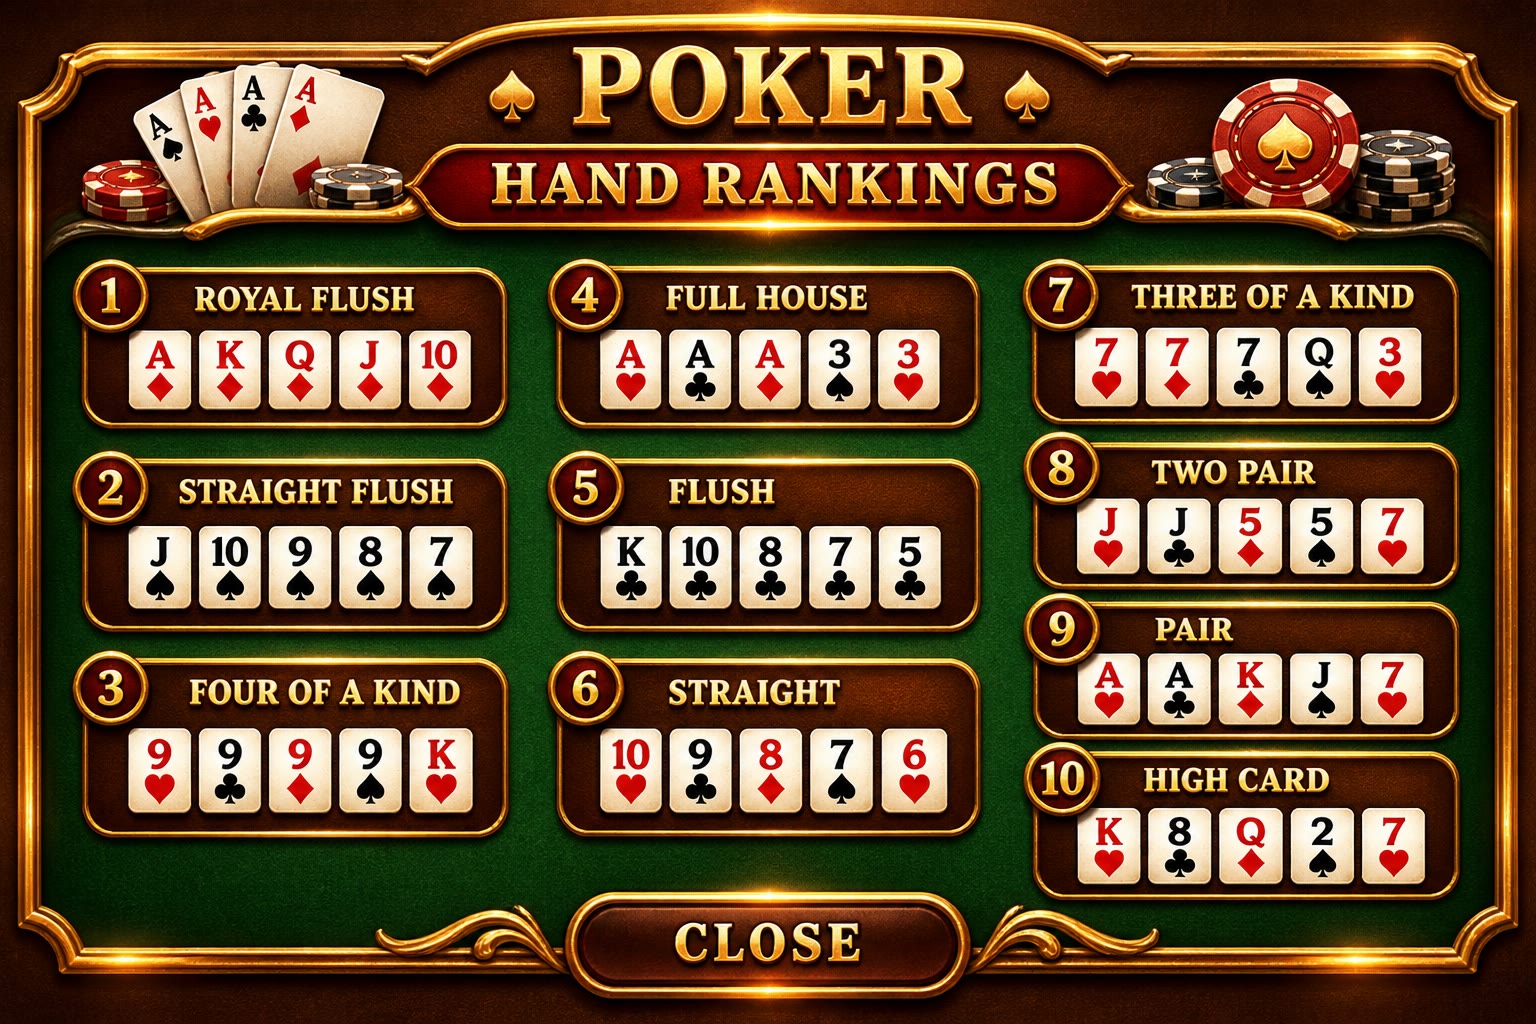 A A A A
POKER
HAND RANKINGS
1 ROYAL FLUSH
A K Q J 10
2 STRAIGHT FLUSH
J 10 9 8 7
3 FOUR OF A KIND
9 9 9 9 K
4 FULL HOUSE
A A A 3 3
5 FLUSH
K 10 8 7 5
6 STRAIGHT
10 9 8 7 6
7 THREE OF A KIND
7 7 7 Q 3
8 TWO PAIR
J J 5 5 7
9 PAIR
A A K J 7
10 HIGH CARD
K 8 Q 2 7
CLOSE